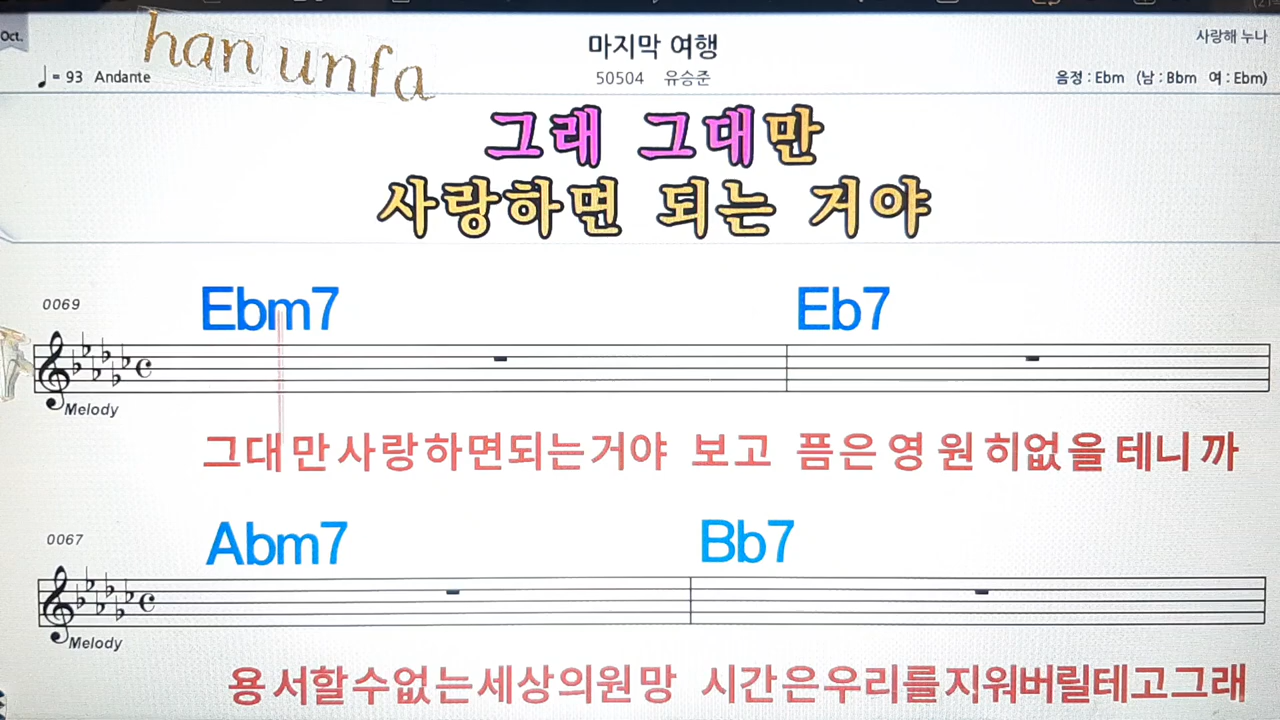 Oct.
han unfa
마지막 여행
사랑해 누나
♩= 93 Andante
50504 유승준
음정 : Ebm (남 : Bbm 여 : Ebm)
그래 그대만
사랑하면 되는 거야
0069
Ebm7 Eb7
Melody
그대만사랑하면되는거야 보고 픔은영원히없을테니까
0067
Abm7 Bb7
Melody
용서할수없는세상의원망 시간은우리를지워버릴테고그래